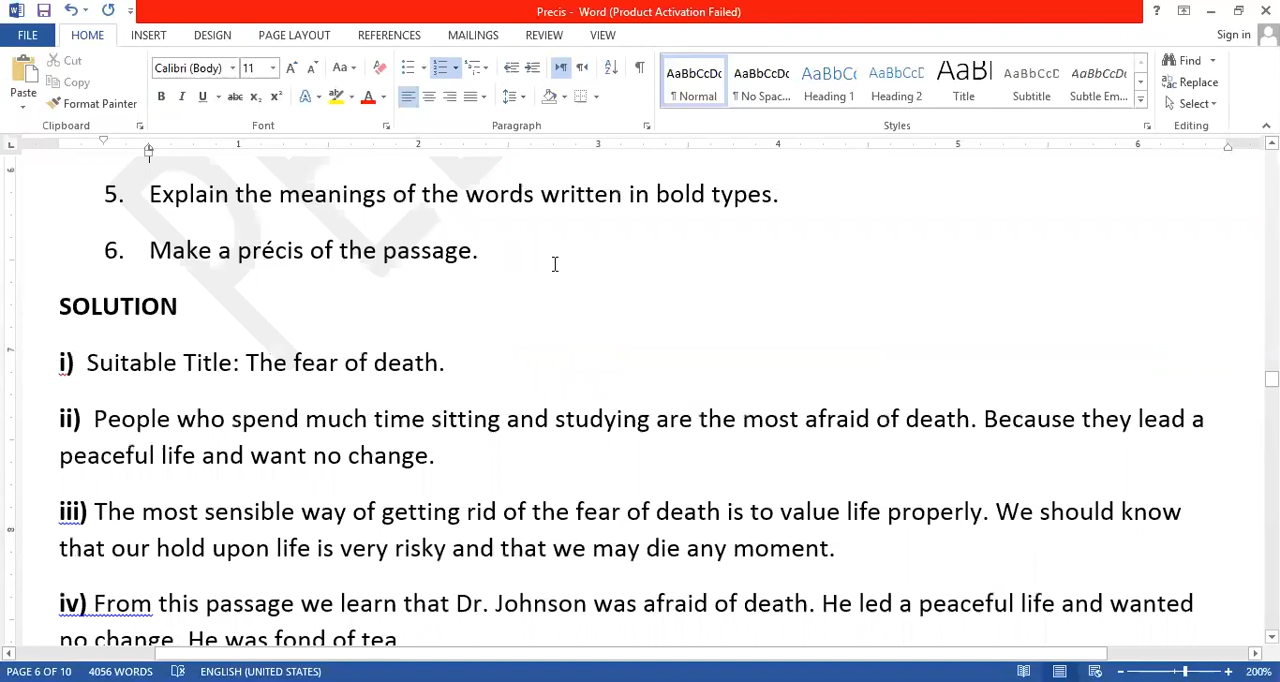 Precis - Word (Product Activation Failed)
? Sign in
FILE HOME INSERT DESIGN PAGE LAYOUT REFERENCES MAILINGS REVIEW VIEW
Paste
Cut
Copy
Format Painter
Calibri (Body) 11
Clipboard Font Paragraph Styles Editing
AaBbCcDc AaBbCcDc AaBbCc AaBbCcD AaBl AaBbCcD AaBbCcDc
¶ Normal ¶ No Spac... Heading 1 Heading 2 Title Subtitle Subtle Em...
Find
Replace
Select
1 2 3 4 5 6
5. Explain the meanings of the words written in bold types.
6. Make a précis of the passage.
SOLUTION
i) Suitable Title: The fear of death.
ii) People who spend much time sitting and studying are the most afraid of death. Because they lead a
peaceful life and want no change.
iii) The most sensible way of getting rid of the fear of death is to value life properly. We should know
that our hold upon life is very risky and that we may die any moment.
iv) From this passage we learn that Dr. Johnson was afraid of death. He led a peaceful life and wanted
no change. He was fond of tea
PAGE 6 OF 10 4056 WORDS ENGLISH (UNITED STATES) 200%